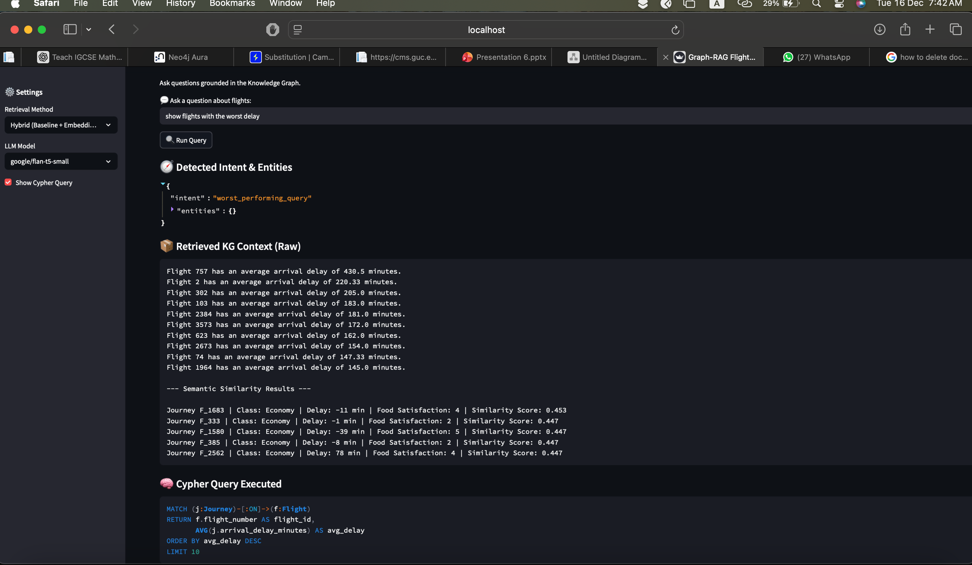 Safari File Edit View History Bookmarks Window Help A 29% Tue 16 Dec 7:42 AM
localhost
Teach IGCSE Math... Neo4j Aura Substitution | Cam... https://cms.guc.e... Presentation 6.pptx Untitled Diagram... Graph-RAG Flight... (27) WhatsApp how to delete doc...
Settings
Retrieval Method
Hybrid (Baseline + Embeddi...
LLM Model
google/flan-t5-small
Show Cypher Query
Ask questions grounded in the Knowledge Graph.
Ask a question about flights:
show flights with the worst delay
Run Query
Detected Intent & Entities
{
"intent" : "worst_performing_query"
"entities" : {}
}
Retrieved KG Context (Raw)
Flight 757 has an average arrival delay of 430.5 minutes.
Flight 2 has an average arrival delay of 220.33 minutes.
Flight 302 has an average arrival delay of 205.0 minutes.
Flight 103 has an average arrival delay of 183.0 minutes.
Flight 2384 has an average arrival delay of 181.0 minutes.
Flight 3573 has an average arrival delay of 172.0 minutes.
Flight 623 has an average arrival delay of 162.0 minutes.
Flight 2673 has an average arrival delay of 154.0 minutes.
Flight 74 has an average arrival delay of 147.33 minutes.
Flight 1964 has an average arrival delay of 145.0 minutes.
--- Semantic Similarity Results ---
Journey F_1683 | Class: Economy | Delay: -11 min | Food Satisfaction: 4 | Similarity Score: 0.453
Journey F_333 | Class: Economy | Delay: -1 min | Food Satisfaction: 2 | Similarity Score: 0.447
Journey F_1580 | Class: Economy | Delay: -39 min | Food Satisfaction: 5 | Similarity Score: 0.447
Journey F_385 | Class: Economy | Delay: -8 min | Food Satisfaction: 2 | Similarity Score: 0.447
Journey F_2562 | Class: Economy | Delay: 78 min | Food Satisfaction: 4 | Similarity Score: 0.447
Cypher Query Executed
MATCH (j:Journey)-[:ON]->(f:Flight)
RETURN f.flight_number AS flight_id,
AVG(j.arrival_delay_minutes) AS avg_delay
ORDER BY avg_delay DESC
LIMIT 10